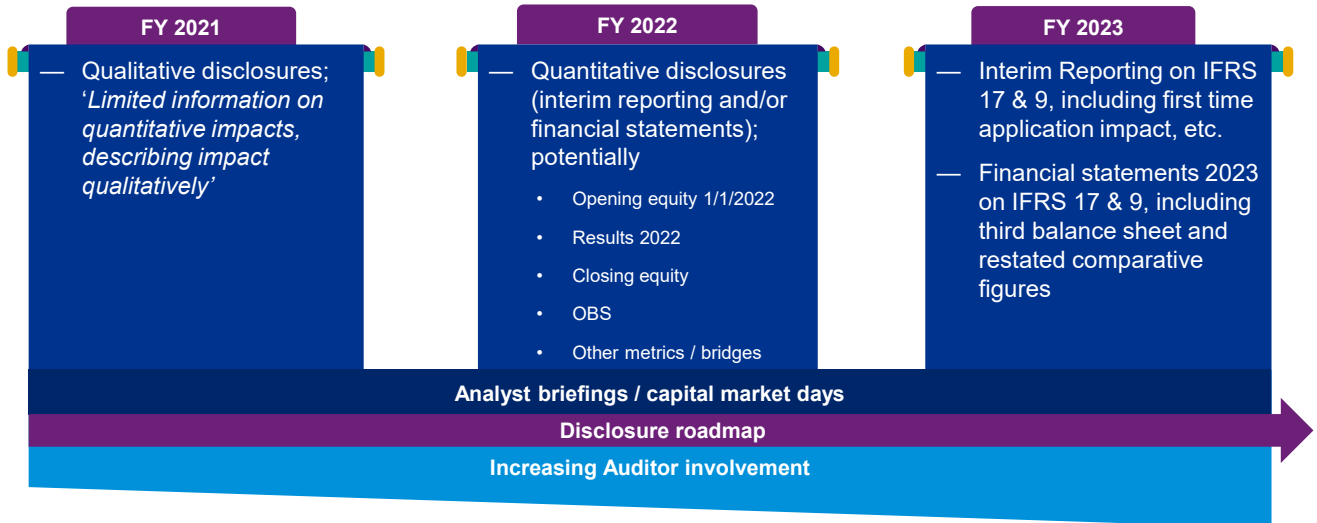 FY 2021
— Qualitative disclosures;
‘Limited information on
quantitative impacts,
describing impact
qualitatively’
FY 2022
— Quantitative disclosures
(interim reporting and/or
financial statements);
potentially
• Opening equity 1/1/2022
• Results 2022
• Closing equity
• OBS
• Other metrics / bridges
FY 2023
— Interim Reporting on IFRS
17 & 9, including first time
application impact, etc.
— Financial statements 2023
on IFRS 17 & 9, including
third balance sheet and
restated comparative
figures
Analyst briefings / capital market days
Disclosure roadmap
Increasing Auditor involvement